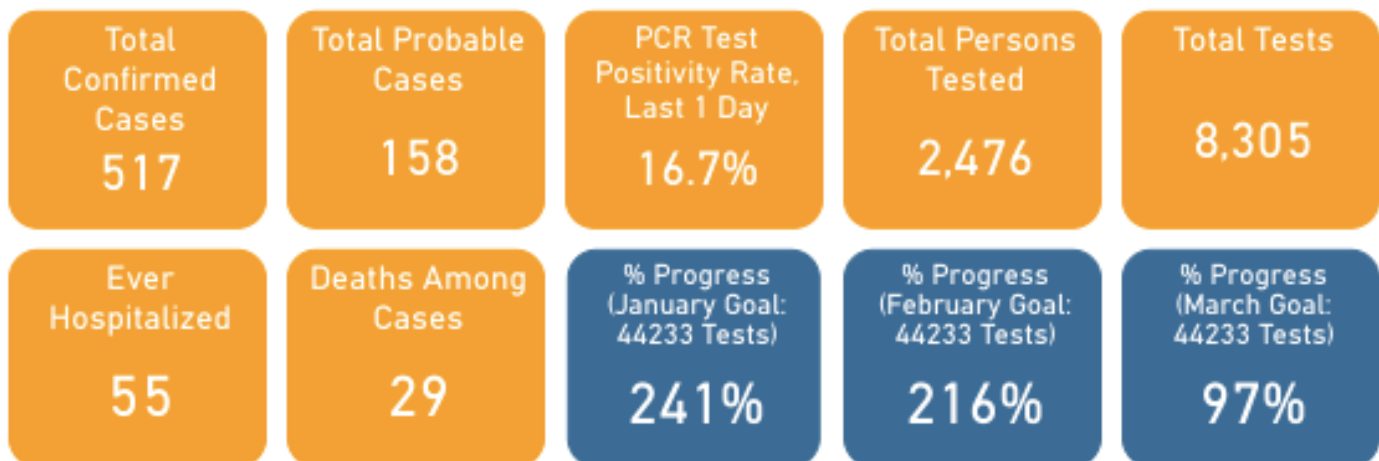 Total
Confirmed
Cases
517
Total Probable
Cases
158
PCR Test
Positivity Rate,
Last 1 Day
16.7%
Total Persons
Tested
2,476
Total Tests
8,305
Ever
Hospitalized
55
Deaths Among
Cases
29
% Progress
(January Goal:
44233 Tests)
241%
% Progress
(February Goal:
44233 Tests)
216%
% Progress
(March Goal:
44233 Tests)
97%